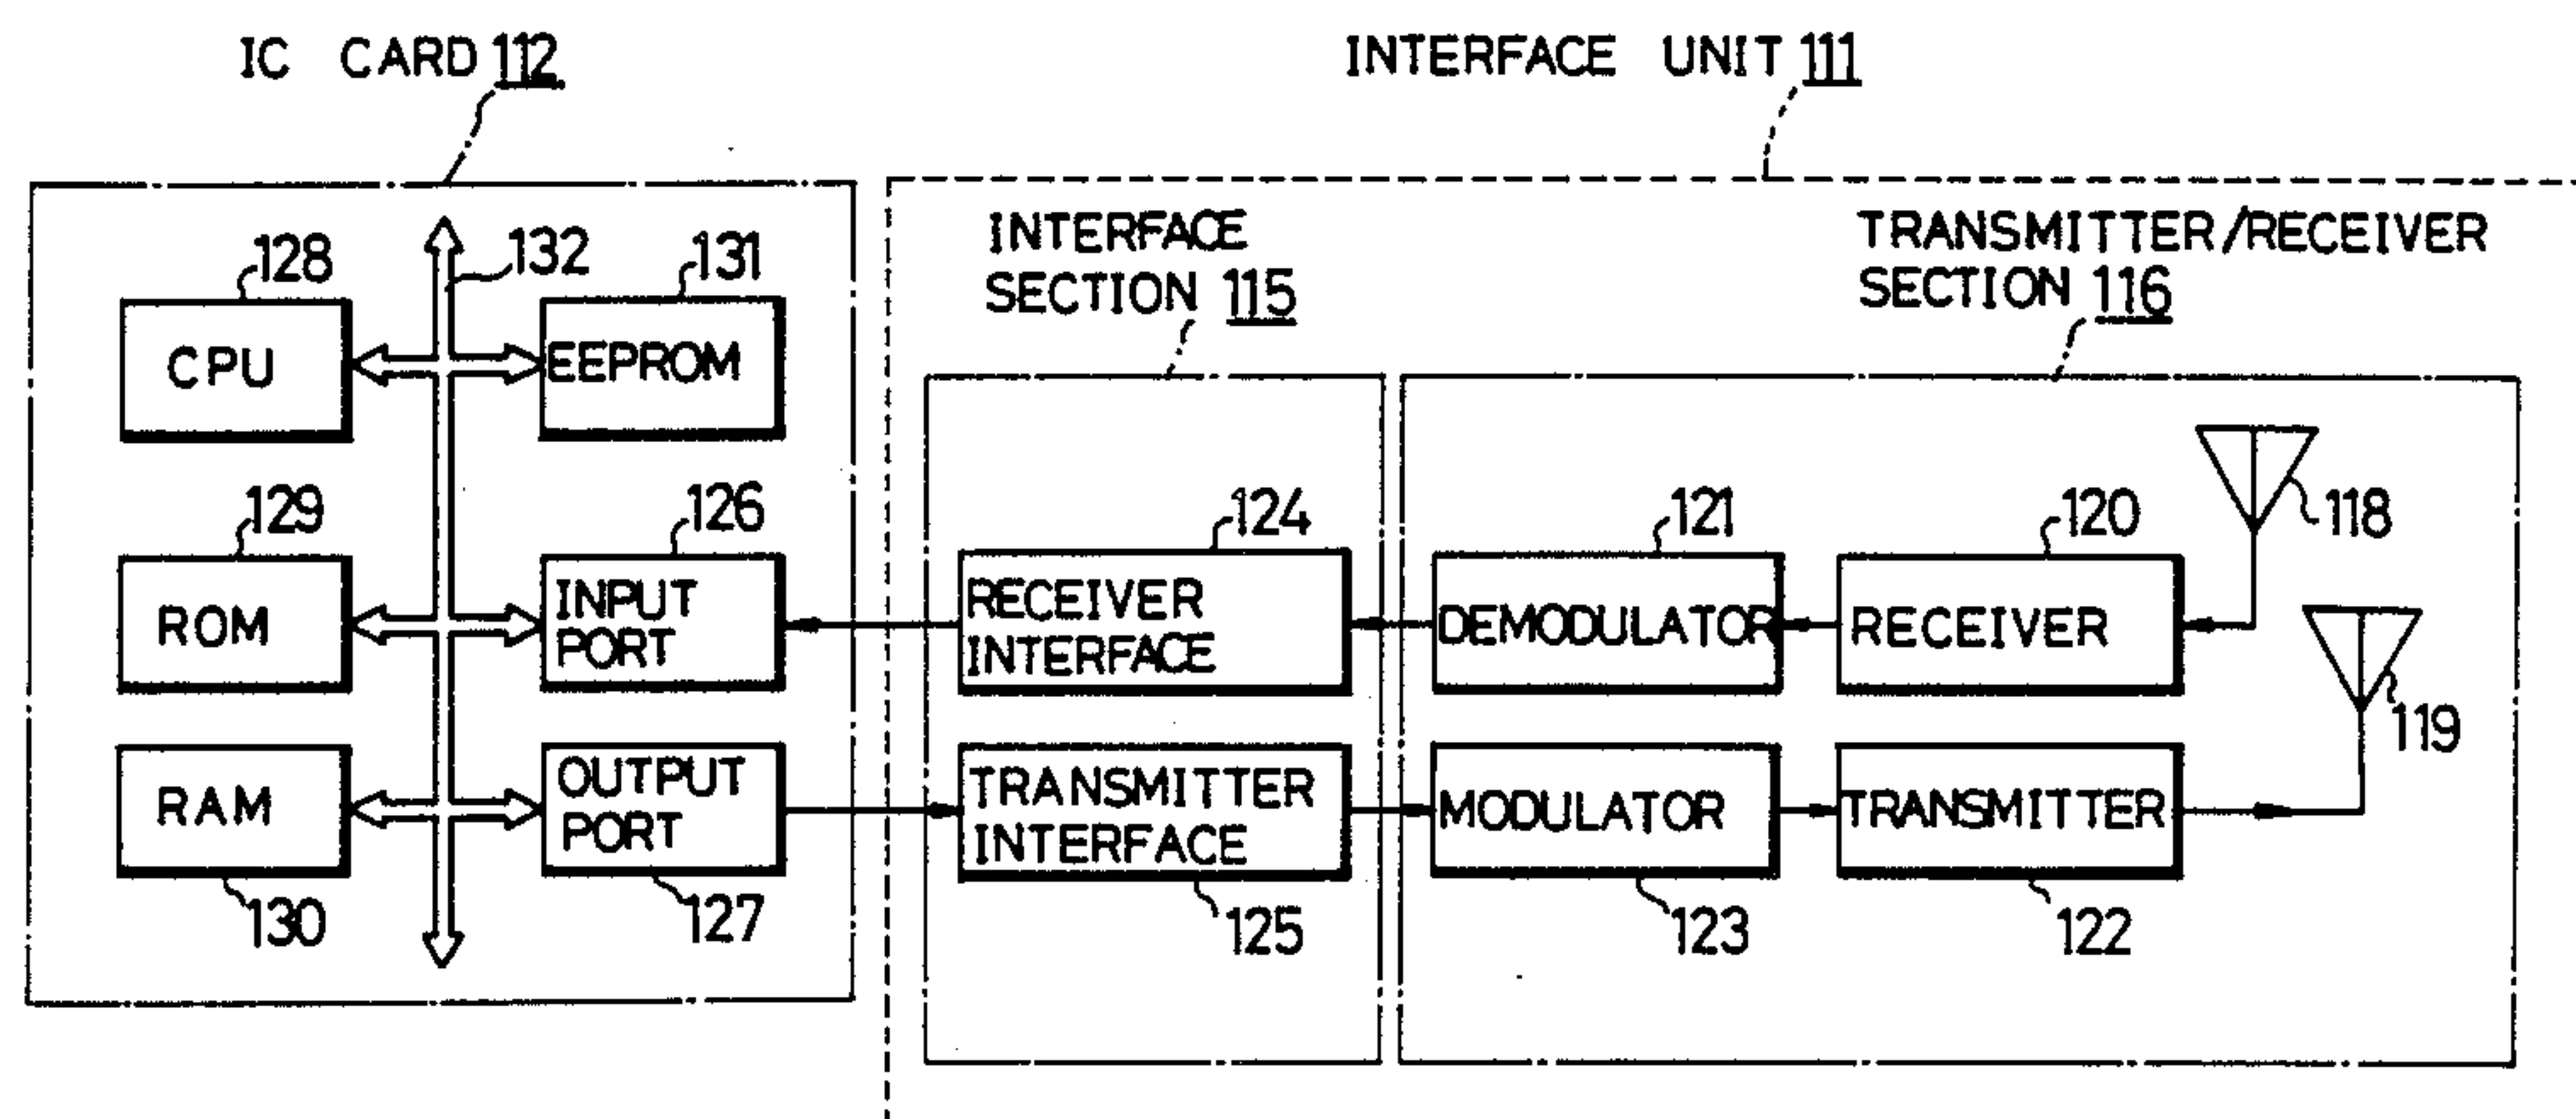 IC CARD 112
INTERFACE UNIT 111
INTERFACE
SECTION 115
TRANSMITTER/RECEIVER
SECTION 116
128
132
131
CPU
EEPROM
129
126
124
121
120
118
ROM
INPUT
PORT
RECEIVER
INTERFACE
DEMODULATOR
RECEIVER
119
RAM
OUTPUT
PORT
TRANSMITTER
INTERFACE
MODULATOR
TRANSMITTER
130
127
125
123
122